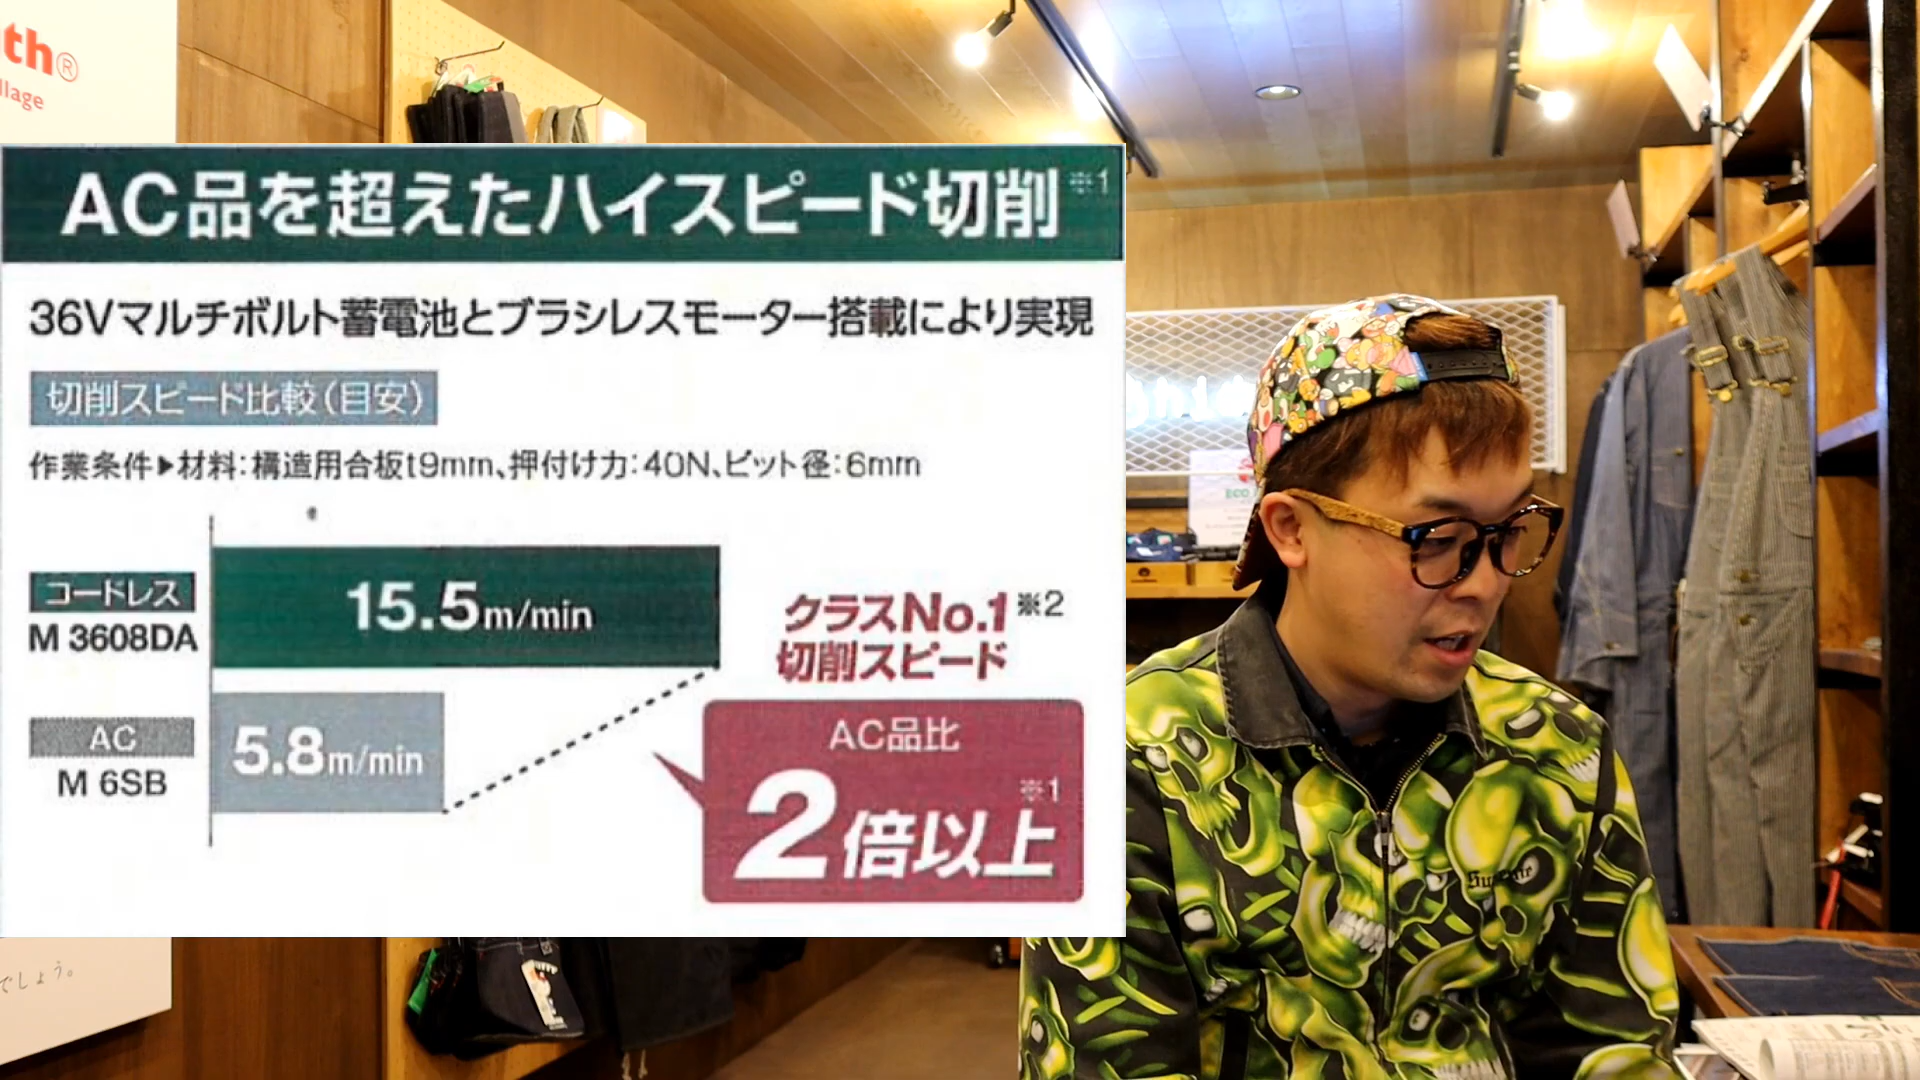 th®
llage
AC品を超えたハイスピード切削※1
36Vマルチボルト蓄電池とブラシレスモーター搭載により実現
切削スピード比較（目安）
作業条件▶材料：構造用合板t9mm、押付け力：40N、ビット径：6mm
コードレス
M 3608DA
15.5m/min
クラスNo.1※2
切削スピード
AC
M 6SB
5.8m/min
AC品比
2倍以上※1
ECO
Supreme
でしょう。